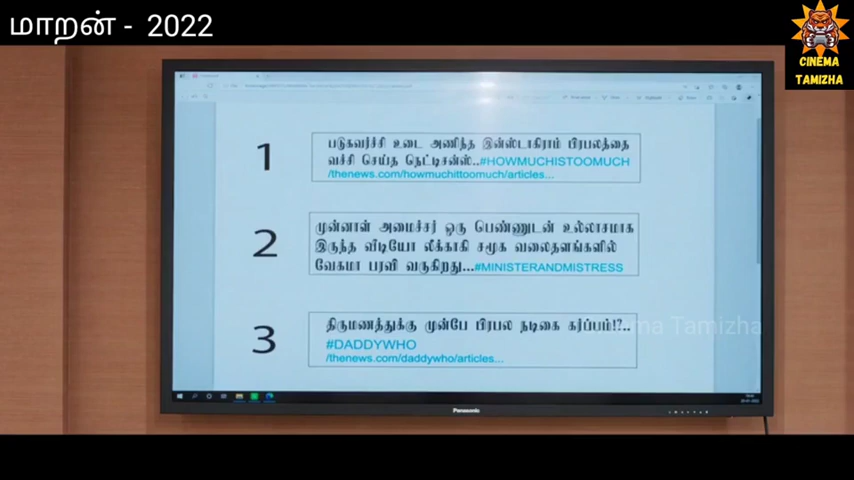 மாறன் - 2022
CINEMA
TAMIZHA
1
படுகவர்ச்சி உடை அணிந்த இன்ஸ்டாகிராம் பிரபலத்தை
வச்சி செய்த நெட்டிசன்ஸ்..#HOWMUCHISTOOMUCH
/thenews.com/howmuchittoomuch/articles...
2
முன்னாள் அமைச்சர் ஒரு பெண்ணுடன் உல்லாசமாக
இருந்த வீடியோ லீக்காகி சமூக வலைதளங்களில்
வேகமா பரவி வருகிறது...#MINISTERANDMISTRESS
3
திருமணத்துக்கு முன்பே பிரபல நடிகை கர்ப்பம்!?..
#DADDYWHO
/thenews.com/daddywho/articles...
Tamizha
Panasonic